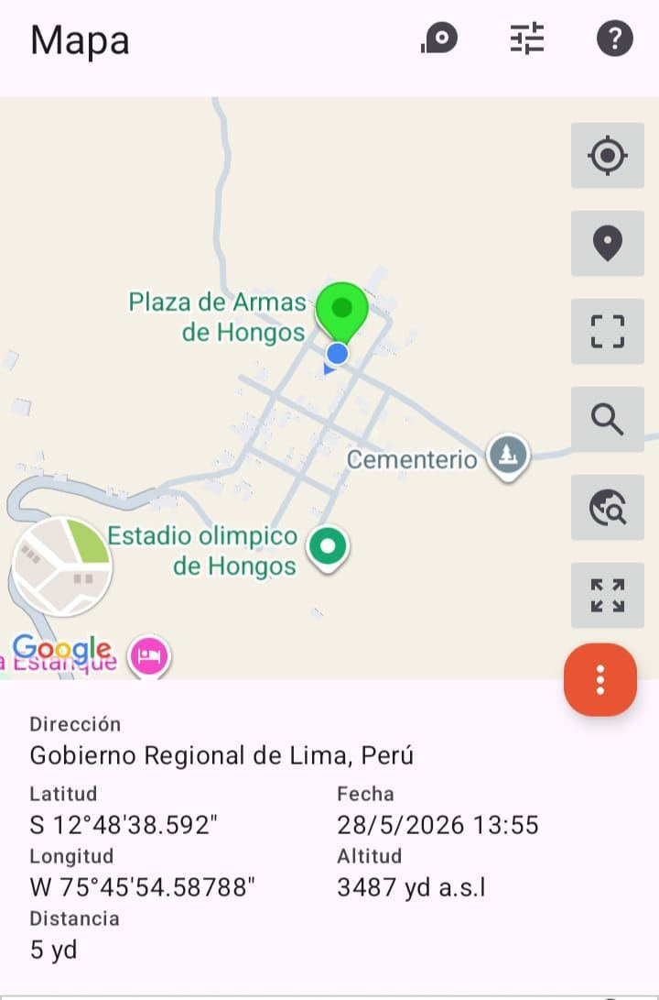 Mapa
Plaza de Armas
de Hongos
Cementerio
Estadio olimpico
de Hongos
Google
a Estanque
Dirección
Gobierno Regional de Lima, Perú
Latitud
S 12°48'38.592"
Fecha
28/5/2026 13:55
Longitud
W 75°45'54.58788"
Altitud
3487 yd a.s.l
Distancia
5 yd